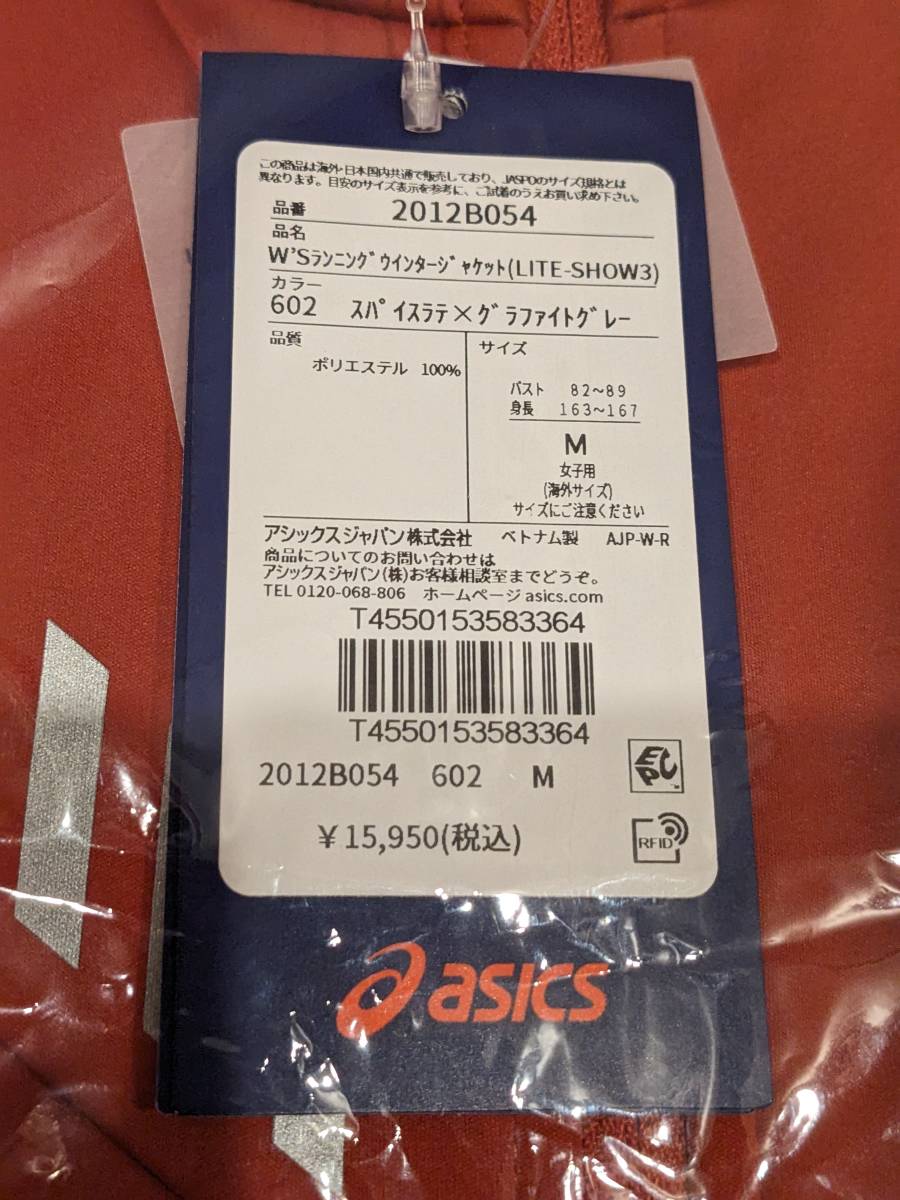 この商品は海外・日本国内共通で販売しており、JASPOのサイズ規格とは
異なります。目安のサイズ表示を参考に、ご試着のうえお買い求め下さい。
品番 2012B054
品名
W'Sランニングウインタージャケット(LITE-SHOW3)
カラー
602 スパイスラテ×グラファイトグレー
品質
ポリエステル 100%
サイズ
バスト 82~89
身長 163~167
M
女子用
(海外サイズ)
サイズにご注意ください
アシックスジャパン株式会社 ベトナム製 AJP-W-R
商品についてのお問い合わせは
アシックスジャパン(株)お客様相談室までどうぞ。
TEL 0120-068-806 ホームページ asics.com
T4550153583364
T4550153583364
2012B054 602 M
EPC
¥15,950(税込)
RFID
asics